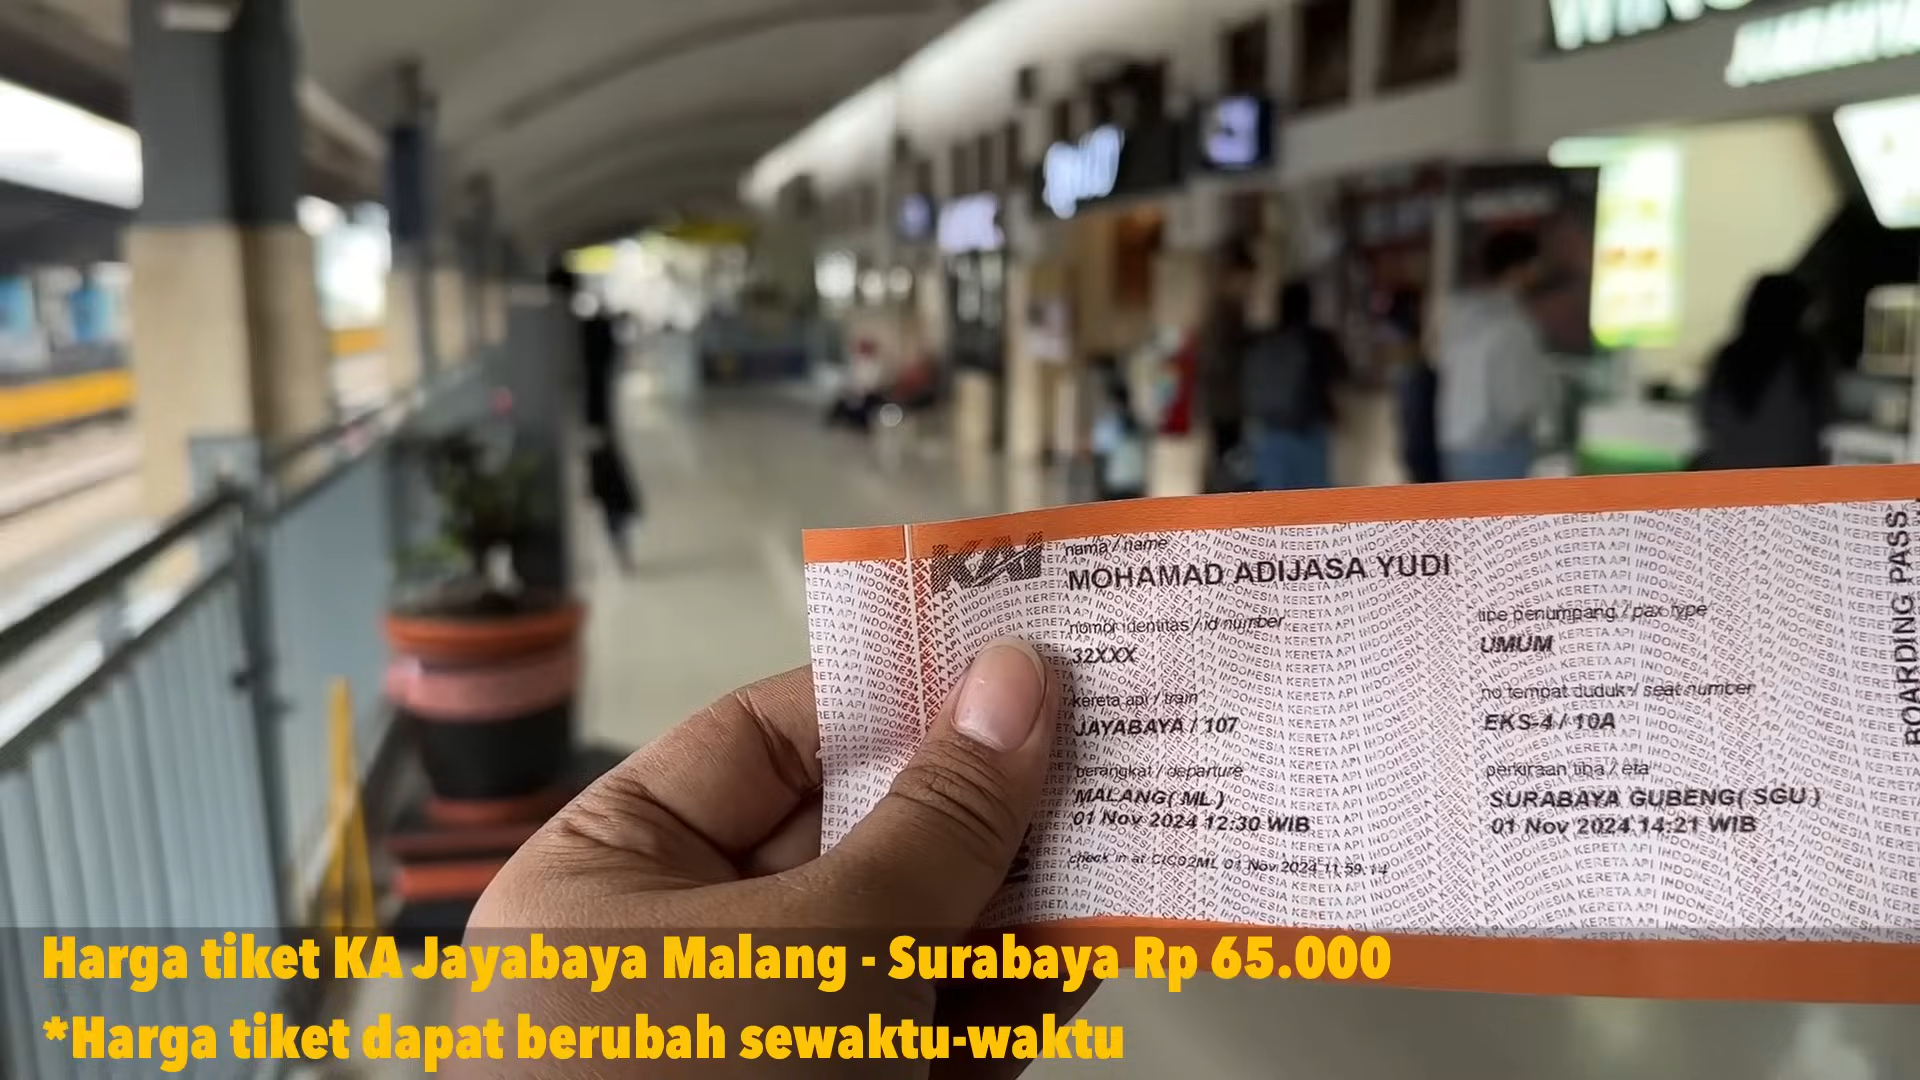 KAI
nama / name
MOHAMAD ADIJASA YUDI
nomor identitas / id number
32XXX
tipe penumpang / pax type
UMUM
kereta api / train
JAYABAYA / 107
no tempat duduk / seat number
EKS-4 / 10A
berangkat / departure
MALANG( ML )
01 Nov 2024 12:30 WIB
perkiraan tiba / eta
SURABAYA GUBENG( SGU )
01 Nov 2024 14:21 WIB
check in at CIC02ML 01 Nov 2024 11:59:14
BOARDING PASS
Harga tiket KA Jayabaya Malang - Surabaya Rp 65.000
*Harga tiket dapat berubah sewaktu-waktu